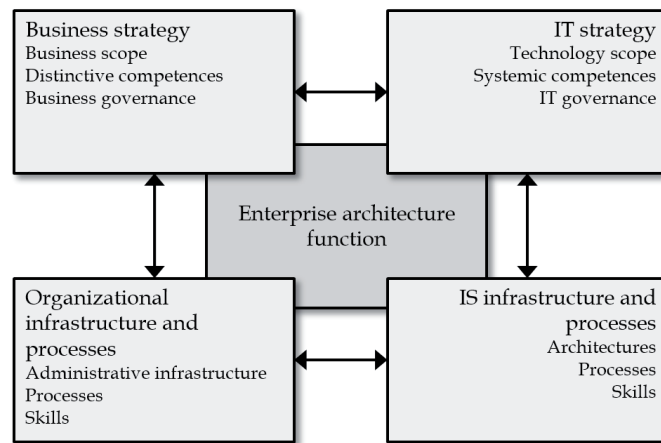 Business strategy
Business scope
Distinctive competences
Business governance
IT strategy
Technology scope
Systemic competences
IT governance
Enterprise architecture
function
Organizational
infrastructure and
processes
Administrative infrastructure
Processes
Skills
IS infrastructure and
processes
Architectures
Processes
Skills